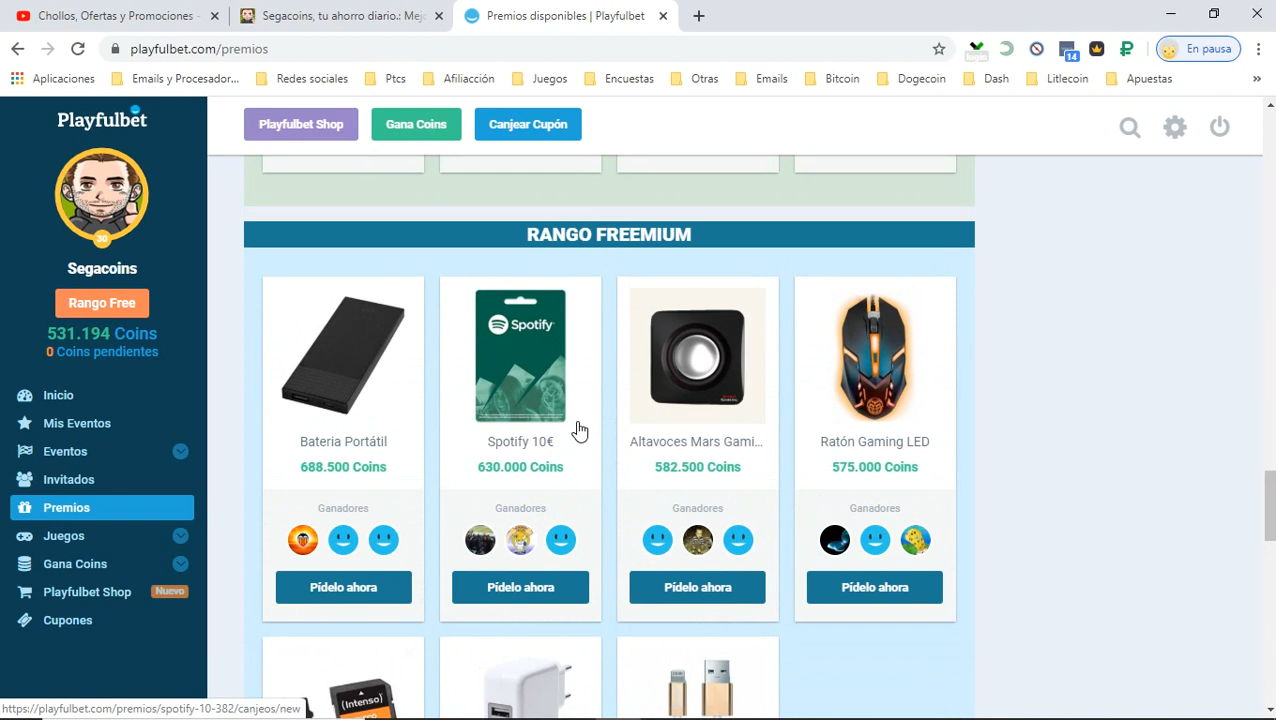 Chollos, Ofertas y Promociones -
Segacoins, tu ahorro diario.: Mejo
Premios disponibles | Playfulbet
playfulbet.com/premios
14
En pausa
Aplicaciones
Emails y Procesador...
Redes sociales
Ptcs
Afiliacción
Juegos
Encuestas
Otras
Emails
Bitcoin
Dogecoin
Dash
Litlecoin
Apuestas
»
Playfulbet
30
Segacoins
Rango Free
531.194 Coins
0 Coins pendientes
Inicio
Mis Eventos
Eventos
Invitados
Premios
Juegos
Gana Coins
Playfulbet Shop Nuevo
Cupones
Playfulbet Shop
Gana Coins
Canjear Cupón
RANGO FREEMIUM
Spotify
Bateria Portátil
688.500 Coins
Ganadores
Pídelo ahora
Spotify 10€
630.000 Coins
Ganadores
Pídelo ahora
Altavoces Mars Gami...
582.500 Coins
Ganadores
Pídelo ahora
Ratón Gaming LED
575.000 Coins
Ganadores
Pídelo ahora
(Intenso)
https://playfulbet.com/premios/spotify-10-382/canjeos/new